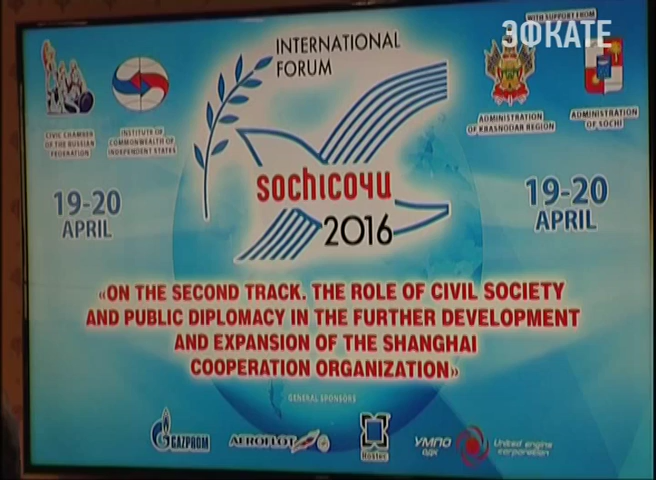 ЭФКАТЕ
INTERNATIONAL
FORUM
WITH SUPPORT FROM
CIVIL CHAMBER
OF THE RUSSIAN
FEDERATION
INSTITUTE OF
COMMONWEALTH OF
INDEPENDENT STATES
ADMINISTRATION
OF KRASNODAR REGION
ADMINISTRATION
OF SOCHI
19-20
APRIL
sochiсочи
2016
19-20
APRIL
«ON THE SECOND TRACK. THE ROLE OF CIVIL SOCIETY
AND PUBLIC DIPLOMACY IN THE FURTHER DEVELOPMENT
AND EXPANSION OF THE SHANGHAI
COOPERATION ORGANIZATION»
GENERAL SPONSORS
GAZPROM
AEROFLOT
Rostec
УМПО
ОДК
United engine
corporation